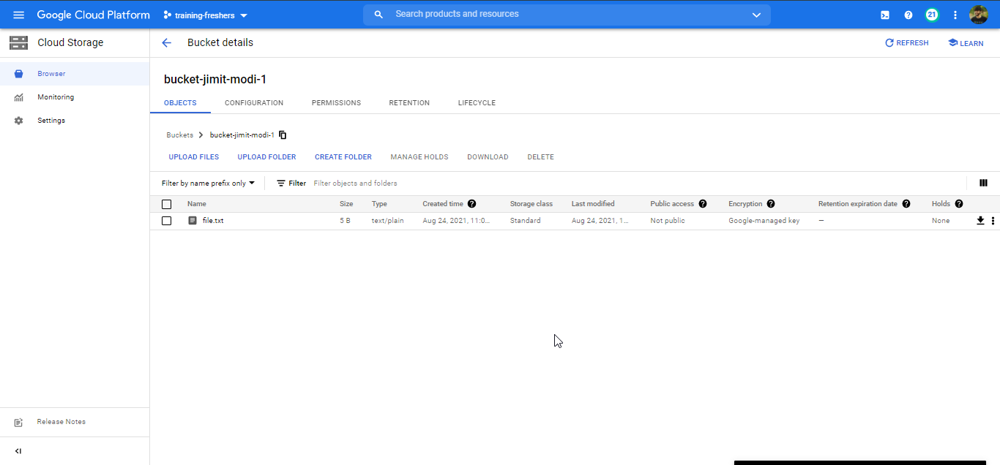 Google Cloud Platform training-freshers Search products and resources 21
Cloud Storage
Bucket details
REFRESH LEARN
Browser
Monitoring
Settings
bucket-jimit-modi-1
OBJECTS CONFIGURATION PERMISSIONS RETENTION LIFECYCLE
Buckets bucket-jimit-modi-1
UPLOAD FILES UPLOAD FOLDER CREATE FOLDER MANAGE HOLDS DOWNLOAD DELETE
Filter by name prefix only Filter Filter objects and folders
Name Size Type Created time Storage class Last modified Public access Encryption Retention expiration date Holds
file.txt 5 B text/plain Aug 24, 2021, 11:0... Standard Aug 24, 2021, 1... Not public Google-managed key — None
Release Notes